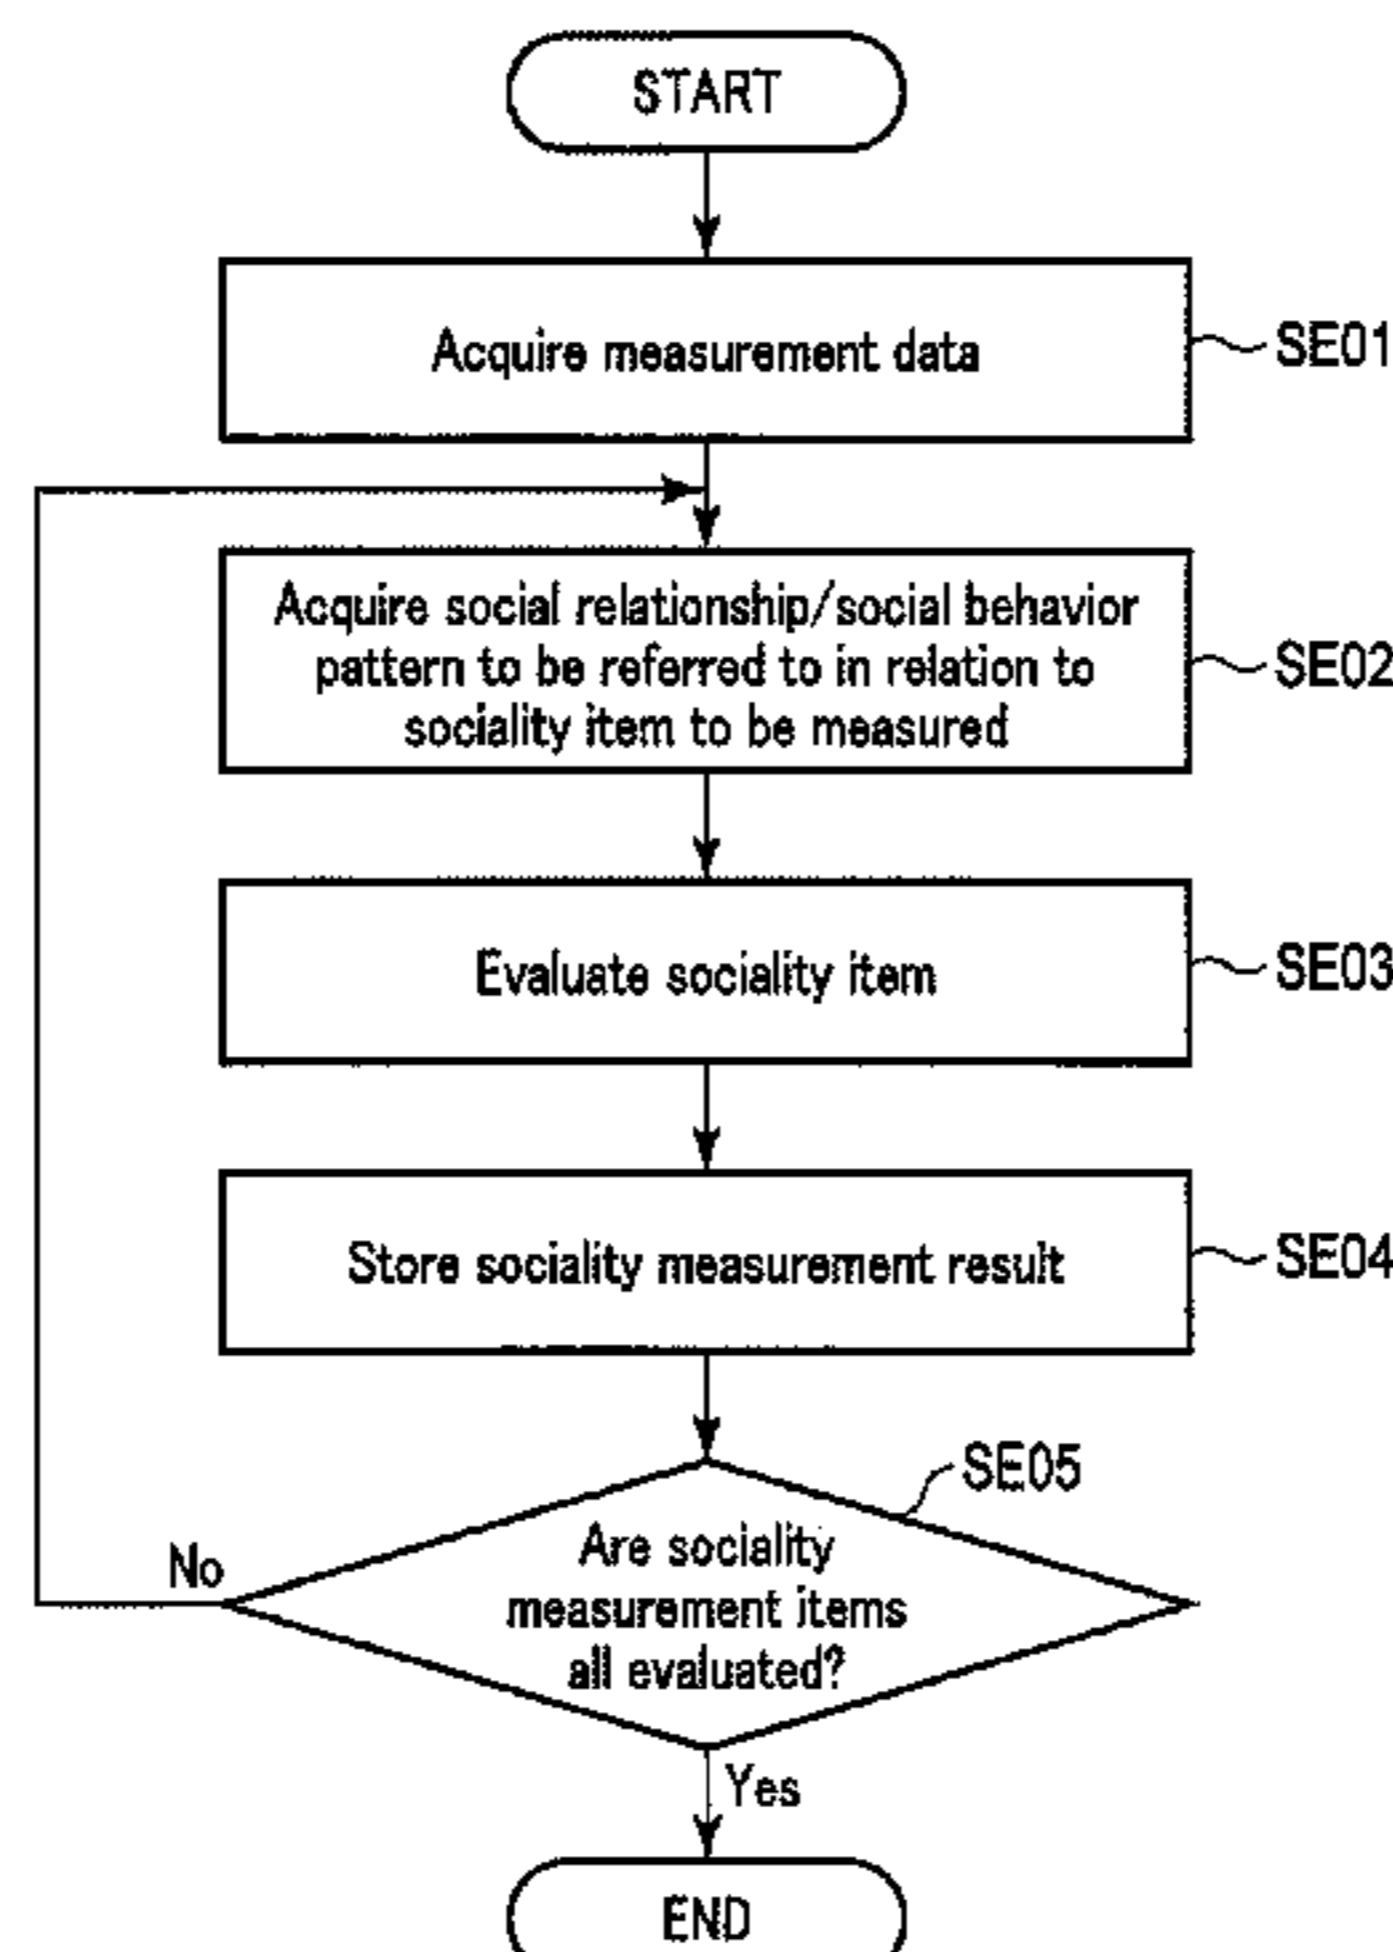 START
Acquire measurement data
SE01
Acquire social relationship/social behavior
pattern to be referred to in relation to
sociality item to be measured
SE02
Evaluate sociality item
SE03
Store sociality measurement result
SE04
SE05
Are sociality
measurement items
all evaluated?
No
Yes
END